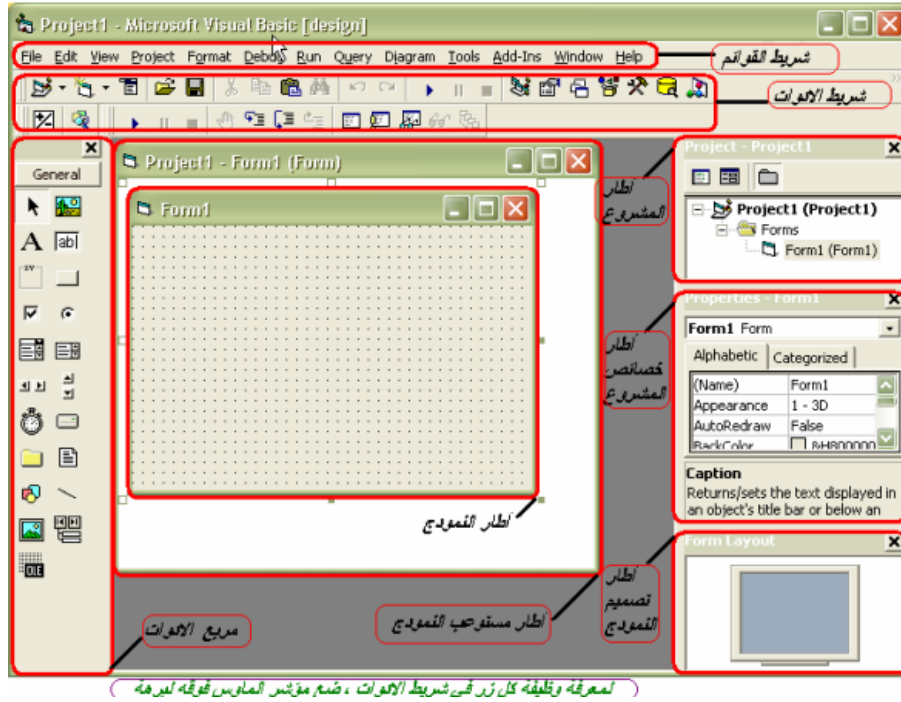 Project1 - Microsoft Visual Basic [design]
File Edit View Project Format Debug Run Query Diagram Tools Add-Ins Window Help
شريط القوائم
شريط الادوات
General
A
ab|
xv
OLE
Project1 - Form1 (Form)
Form1
اطار النموذج
اطار
المشروع
Project - Project1
Project1 (Project1)
Forms
Form1 (Form1)
اطار
خصائص
المشروع
Properties - Form1
Form1 Form
Alphabetic Categorized
(Name) Form1
Appearance 1 - 3D
AutoRedraw False
BackColor &H800000
Caption
Returns/sets the text displayed in
an object's title bar or below an
اطار
تصميم
النموذج
Form Layout
مربع الادوات
اطار مستوعب النموذج
لمعرفة وظيفة كل زر في شريط الادوات ، ضع مؤشر الماوس فوقه لبرهة